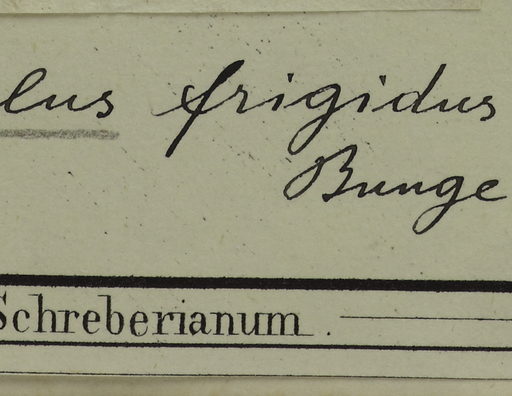 lus frigidus
Bunge
Schreberianum.